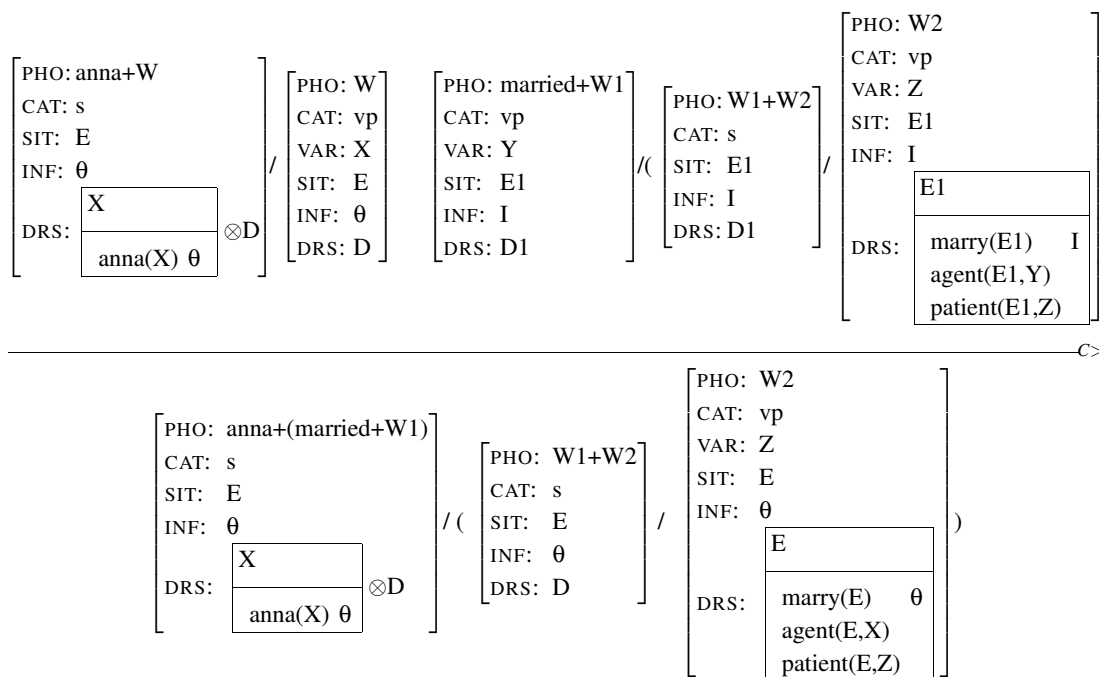 PHO: anna+W
CAT: s
SIT: E
INF: θ
DRS: X
anna(X) θ
⊗D
/
PHO: W
CAT: vp
VAR: X
SIT: E
INF: θ
DRS: D
PHO: married+W1
CAT: vp
VAR: Y
SIT: E1
INF: I
DRS: D1
/(
PHO: W1+W2
CAT: s
SIT: E1
INF: I
DRS: D1
/
PHO: W2
CAT: vp
VAR: Z
SIT: E1
INF: I
DRS: E1
marry(E1) I
agent(E1,Y)
patient(E1,Z)
C>
PHO: anna+(married+W1)
CAT: s
SIT: E
INF: θ
DRS: X
anna(X) θ
⊗D
/ (
PHO: W1+W2
CAT: s
SIT: E
INF: θ
DRS: D
/
PHO: W2
CAT: vp
VAR: Z
SIT: E
INF: θ
DRS: E
marry(E) θ
agent(E,X)
patient(E,Z)
)